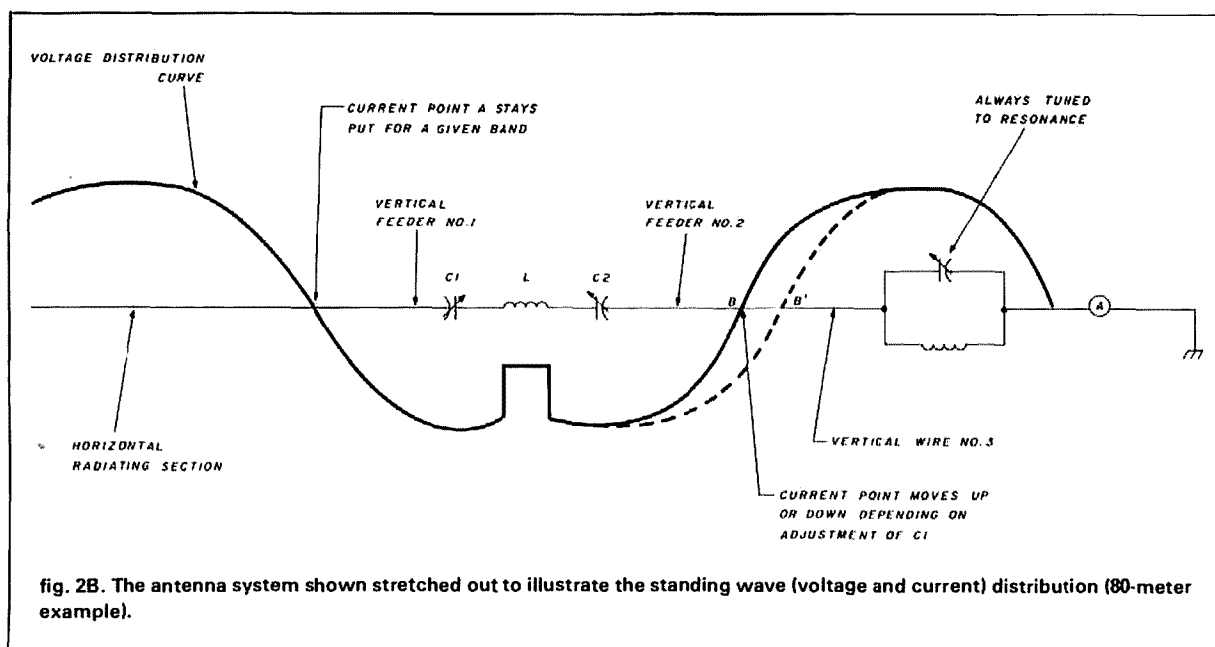 VOLTAGE DISTRIBUTION
CURVE
CURRENT POINT A STAYS
PUT FOR A GIVEN BAND
ALWAYS TUNED
TO RESONANCE
VERTICAL
FEEDER NO.1
VERTICAL
FEEDER NO.2
C1
L
C2
B
B'
A
HORIZONTAL
RADIATING SECTION
VERTICAL WIRE NO.3
CURRENT POINT MOVES UP
OR DOWN DEPENDING ON
ADJUSTMENT OF C1
fig. 2B. The antenna system shown stretched out to illustrate the standing wave (voltage and current) distribution (80-meter
example).